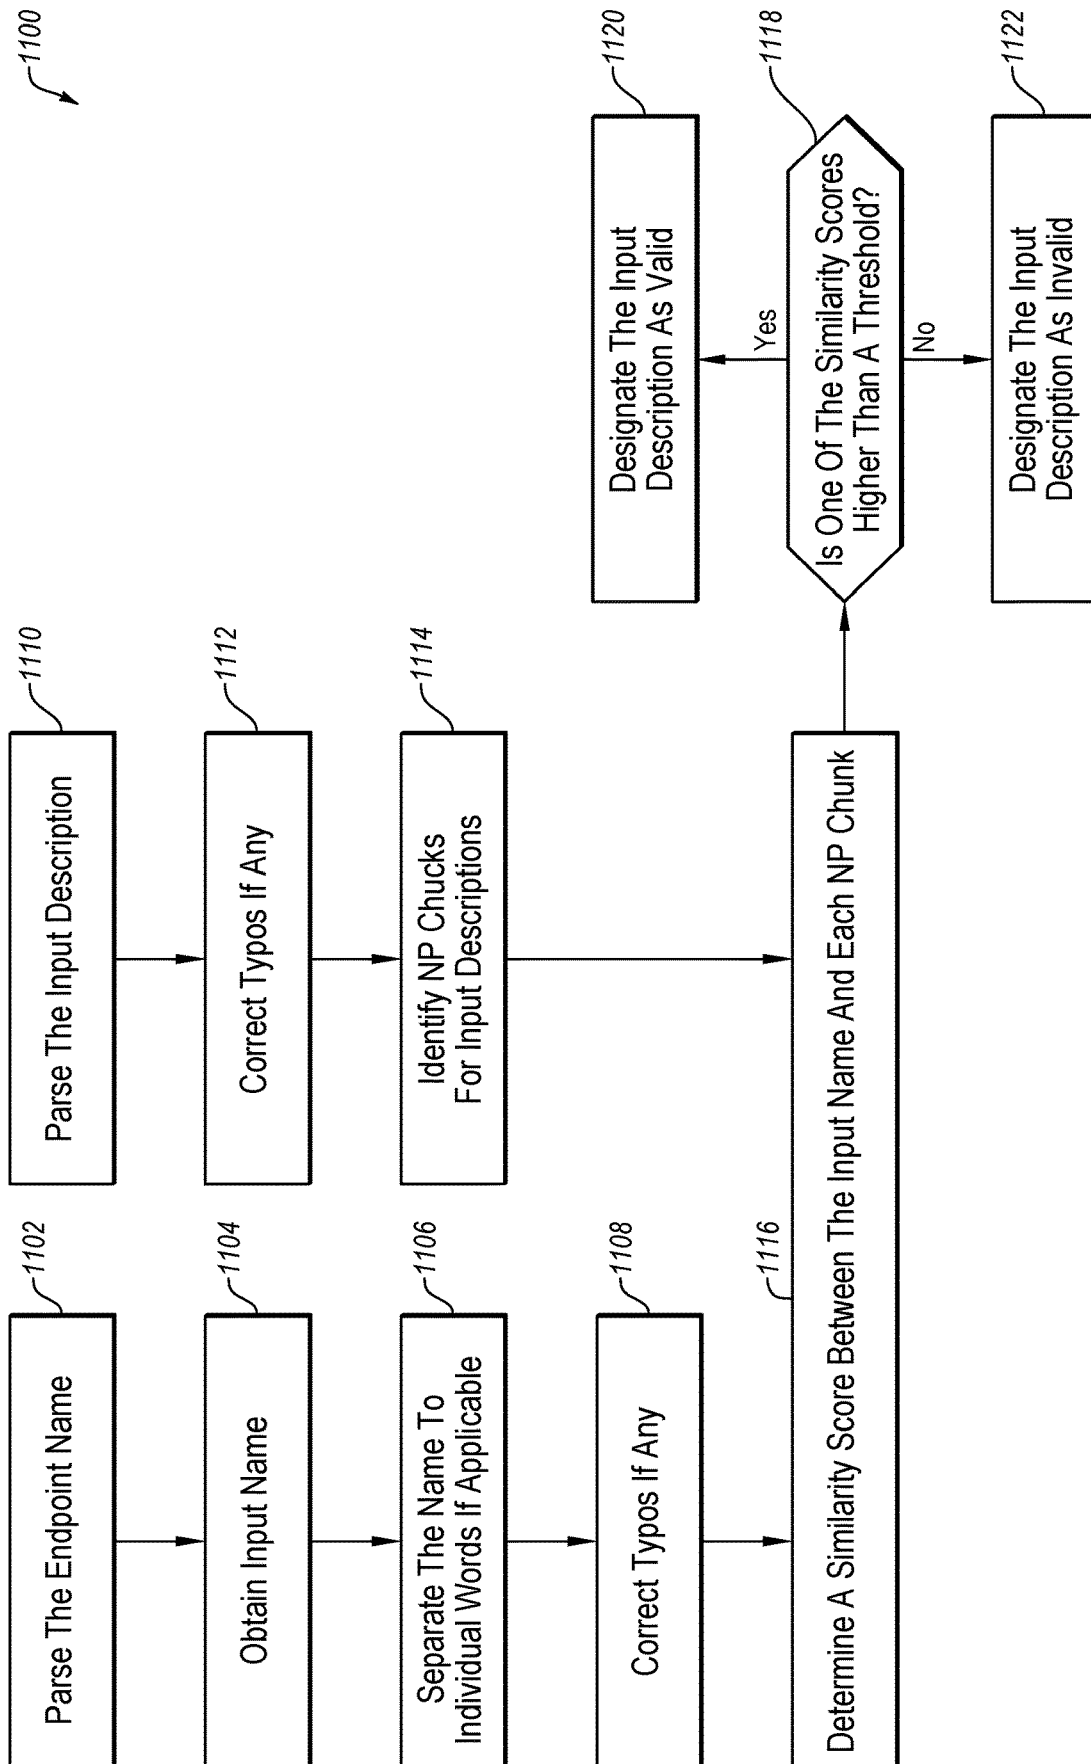 1100
1102
Parse The Endpoint Name
1104
Obtain Input Name
1106
Separate The Name To
Individual Words If Applicable
1108
Correct Typos If Any
1110
Parse The Input Description
1112
Correct Typos If Any
1114
Identify NP Chucks
For Input Descriptions
1116
Determine A Similarity Score Between The Input Name And Each NP Chunk
1118
Is One Of The Similarity Scores
Higher Than A Threshold?
Yes
1120
Designate The Input
Description As Valid
No
1122
Designate The Input
Description As Invalid